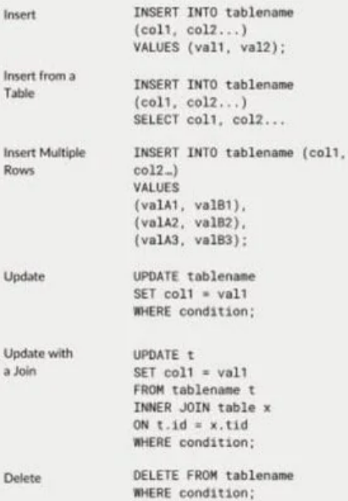 Insert
INSERT INTO tablename
(col1, col2...)
VALUES (val1, val2);
Insert from a
Table
INSERT INTO tablename
(col1, col2...)
SELECT col1, col2...
Insert Multiple
Rows
INSERT INTO tablename (col1,
col2…)
VALUES
(valA1, valB1),
(valA2, valB2),
(valA3, valB3);
Update
UPDATE tablename
SET col1 = val1
WHERE condition;
Update with
a Join
UPDATE t
SET col1 = val1
FROM tablename t
INNER JOIN table x
ON t.id = x.tid
WHERE condition;
Delete
DELETE FROM tablename
WHERE condition;